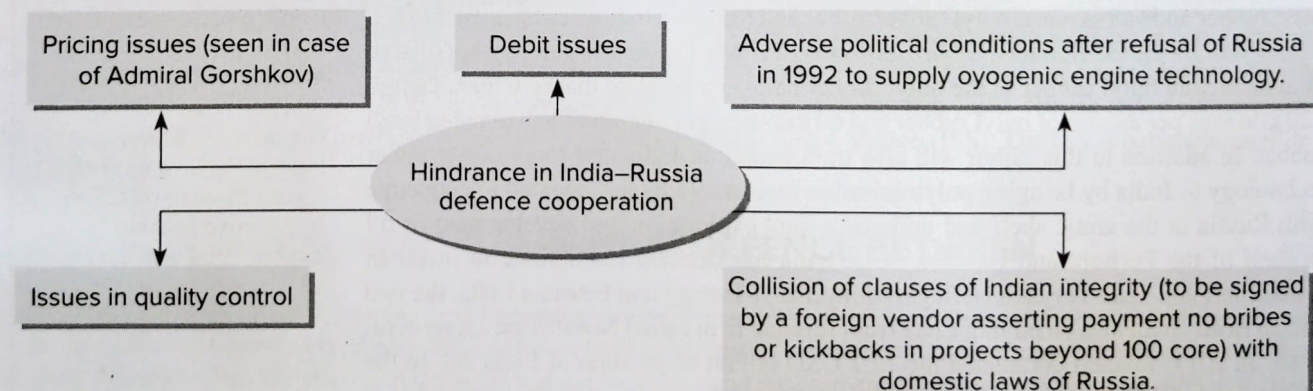 Pricing issues (seen in case
of Admiral Gorshkov)
Debit issues
Adverse political conditions after refusal of Russia
in 1992 to supply oyogenic engine technology.
Hindrance in India–Russia
defence cooperation
Issues in quality control
Collision of clauses of Indian integrity (to be signed
by a foreign vendor asserting payment no bribes
or kickbacks in projects beyond 100 core) with
domestic laws of Russia.